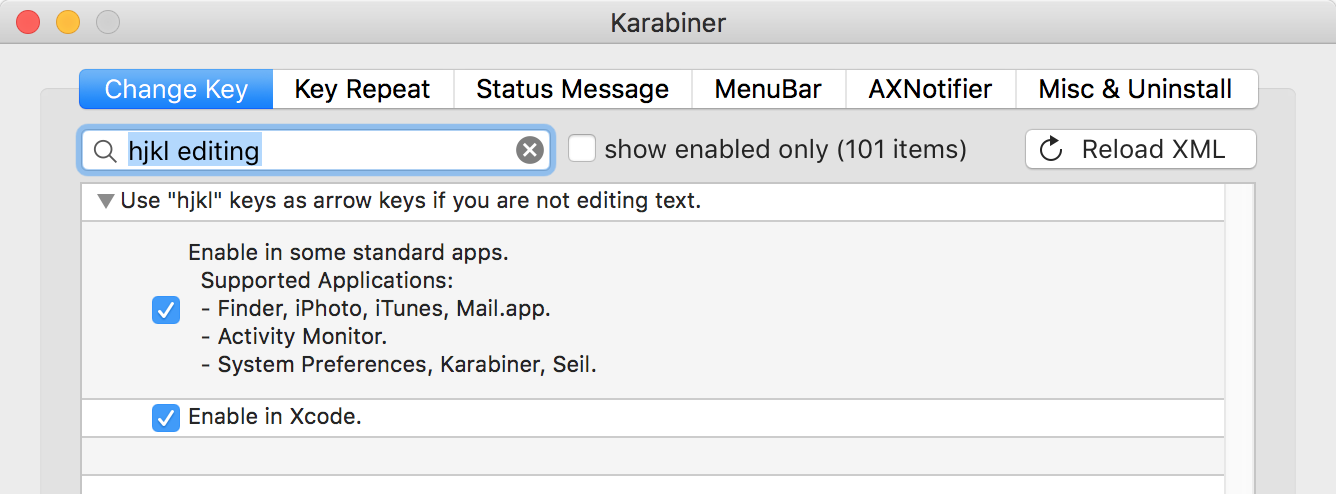 Karabiner
Change Key Key Repeat Status Message MenuBar AXNotifier Misc & Uninstall
hjkl editing show enabled only (101 items) Reload XML
Use "hjkl" keys as arrow keys if you are not editing text.
Enable in some standard apps.
Supported Applications:
- Finder, iPhoto, iTunes, Mail.app.
- Activity Monitor.
- System Preferences, Karabiner, Seil.
Enable in Xcode.